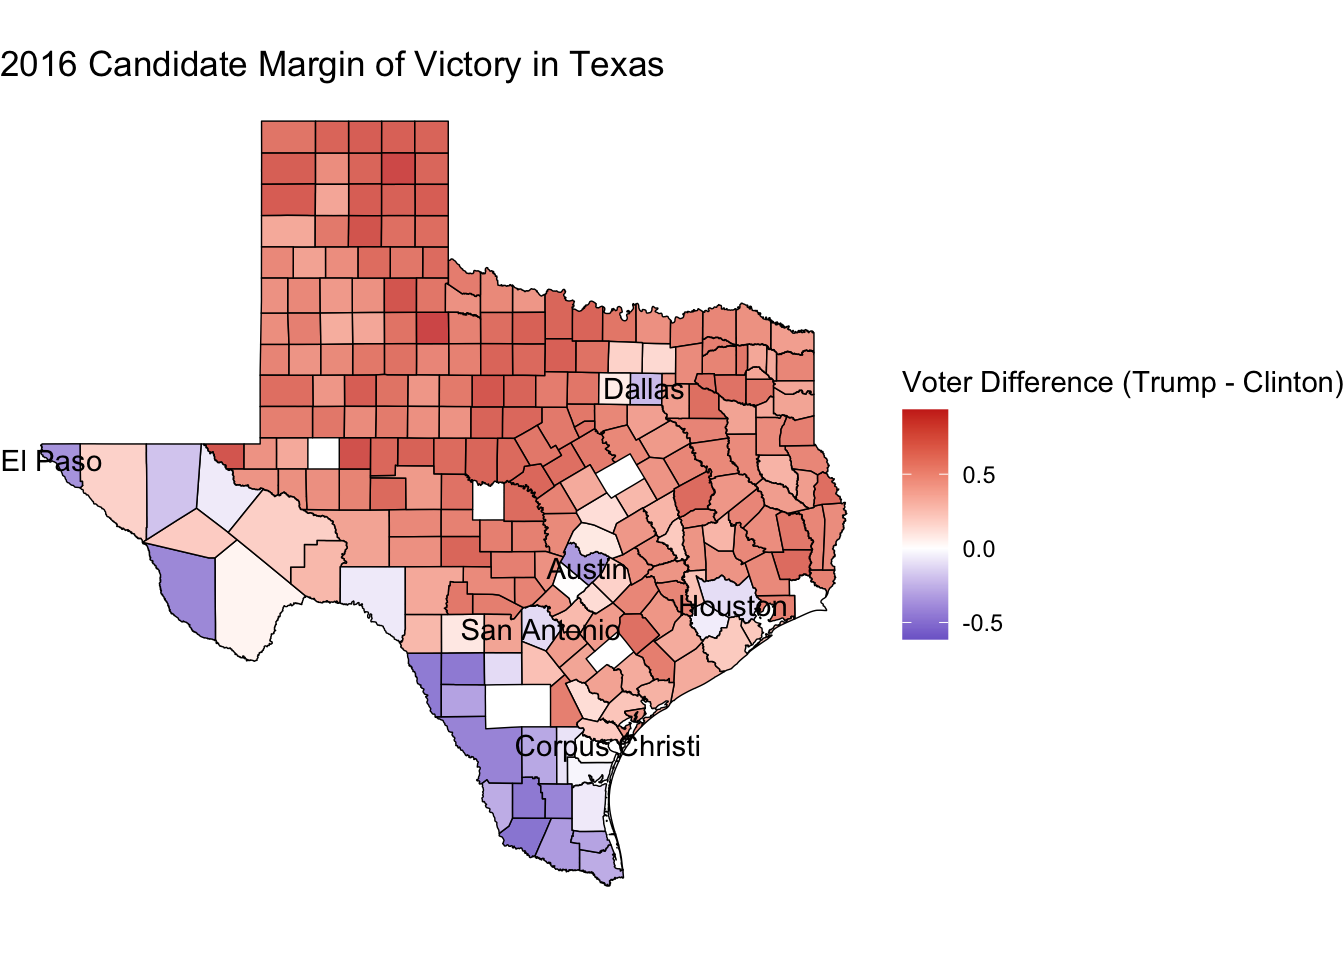 2016 Candidate Margin of Victory in Texas
Voter Difference (Trump - Clinton)
Dallas
El Paso
0.5
0.0
Austin
Houston
-0.5
San Antonio
Corpus Christi